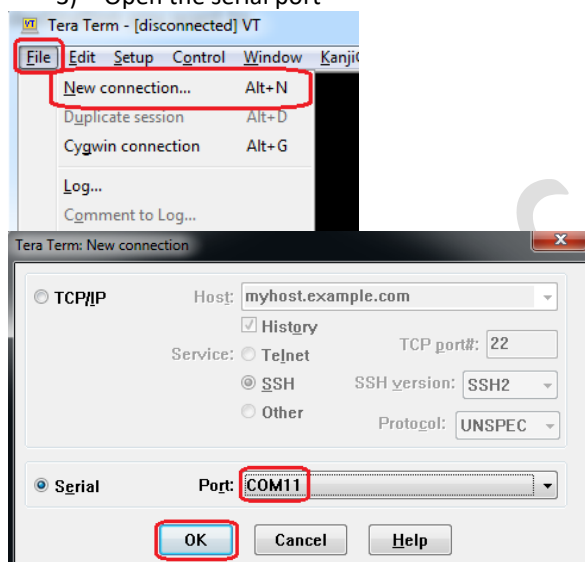 Open the serial port
Tera Term - [disconnected] VT
File Edit Setup Control Window
New connection... Alt+N
Duplicate session Alt+D
Cygwin connection Alt+G
Log...
Comment to Log...
Tera Term: New connection
TCP/IP Host: myhost.example.com
History
Service: Telnet TCP port#: 22
SSH SSH version: SSH2
Other Protocol: UNSPEC
Serial Port: COM11
OK Cancel Help